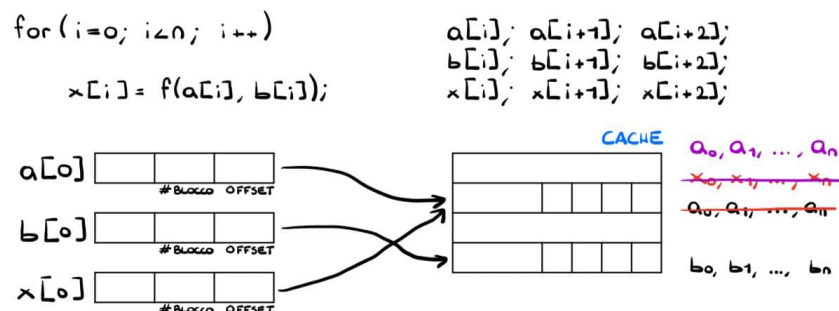 for (i=0; i<n; i++)
x[i] = f(a[i], b[i]);
a[i]; a[i+1]; a[i+2];
b[i]; b[i+1]; b[i+2];
x[i]; x[i+1]; x[i+2];
CACHE
a[0]
#BLOCCO OFFSET
b[0]
#BLOCCO OFFSET
x[0]
#BLOCCO OFFSET
a0, a1, ..., an
x0, x1, ..., xn
a0, a1, ..., an
b0, b1, ..., bn